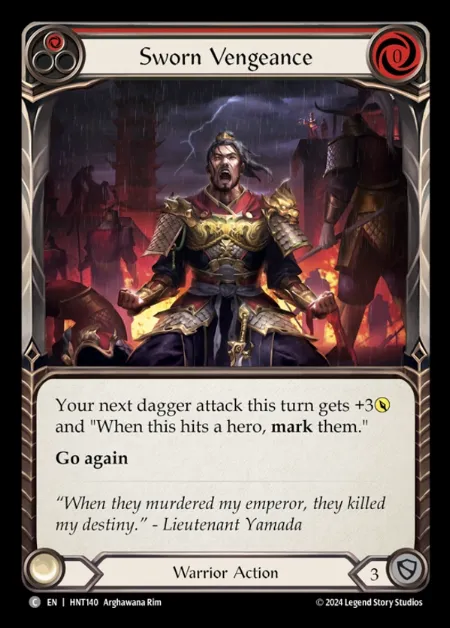 Sworn Vengeance
0
Your next dagger attack this turn gets +3
and "When this hits a hero, mark them."
Go again
“When they murdered my emperor, they killed
my destiny.” - Lieutenant Yamada
Warrior Action
3
C EN | HNT140 Arghawana Rim
© 2024 Legend Story Studios